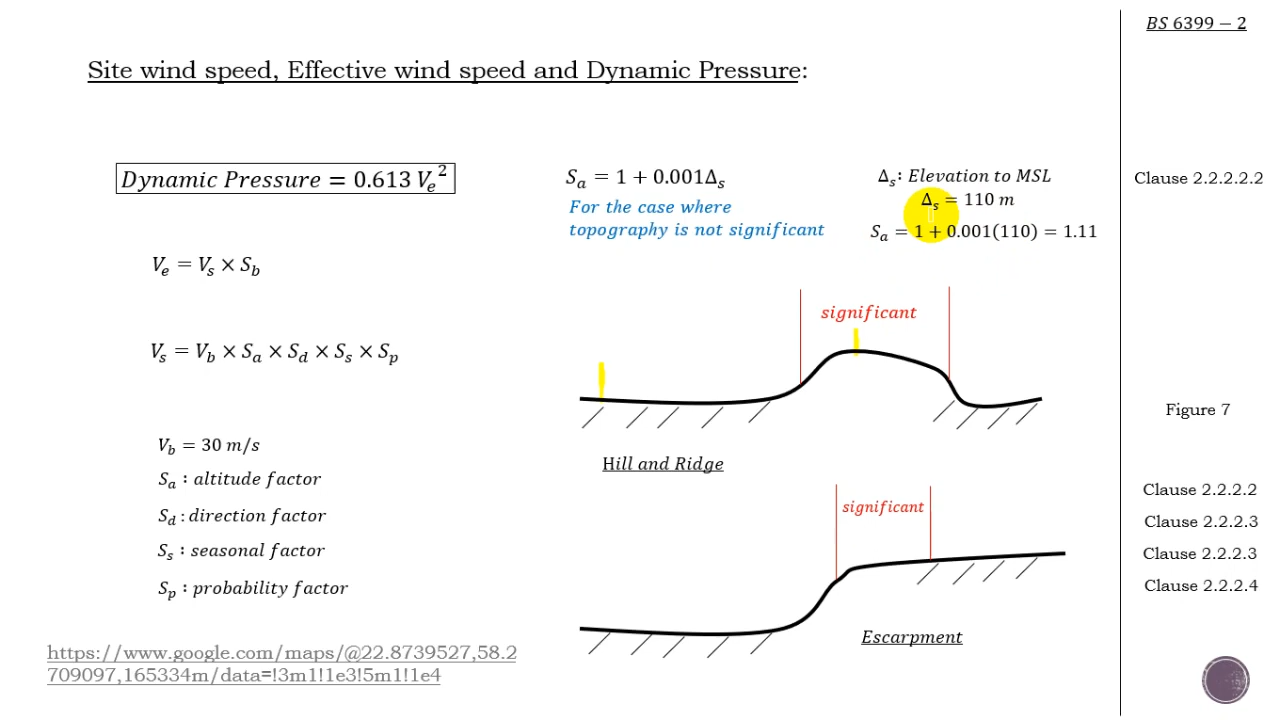 BS 6399 − 2
Site wind speed, Effective wind speed and Dynamic Pressure:
Dynamic Pressure = 0.613 Vₑ²
Sₐ = 1 + 0.001Δₛ
For the case where
topography is not significant
Δₛ: Elevation to MSL
Δₛ = 110 m
Sₐ = 1 + 0.001(110) = 1.11
Clause 2.2.2.2.2
Vₑ = Vₛ × S_b
Vₛ = V_b × Sₐ × S_d × Sₛ × Sₚ
significant
Figure 7
Hill and Ridge
V_b = 30 m/s
Sₐ : altitude factor
S_d : direction factor
Sₛ : seasonal factor
Sₚ : probability factor
significant
Escarpment
Clause 2.2.2.2
Clause 2.2.2.3
Clause 2.2.2.3
Clause 2.2.2.4
https://www.google.com/maps/@22.8739527,58.2
709097,165334m/data=!3m1!1e3!5m1!1e4